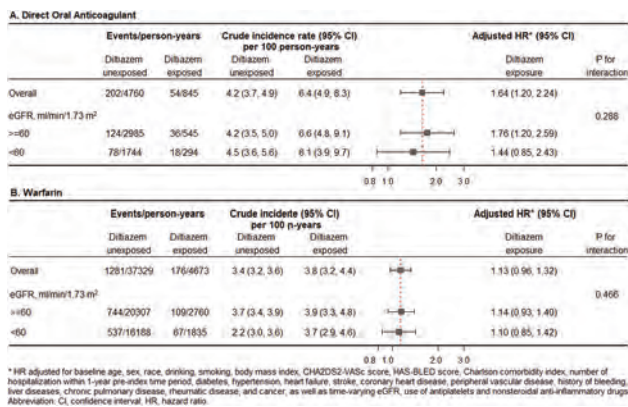 A. Direct Oral Anticoagulant
Events/person-years Crude incidence rate (95% CI) per 100 person-years Adjusted HR* (95% CI)
Diltiazem unexposed Diltiazem exposed Diltiazem unexposed Diltiazem exposed Diltiazem exposure P for interaction
Overall 202/4760 54/845 4.2 (3.7, 4.9) 6.4 (4.9, 8.3) 1.64 (1.20, 2.24)
eGFR, ml/min/1.73 m² 0.288
>=60 124/2985 36/545 4.2 (3.5, 5.0) 6.6 (4.8, 9.1) 1.76 (1.20, 2.59)
<60 78/1744 18/294 4.5 (3.6, 5.6) 6.1 (3.9, 9.7) 1.44 (0.85, 2.43)
0.8 1.0 2.0 3.0
B. Warfarin
Events/person-years Crude incidente (95% CI) per 100 n-years Adjusted HR* (95% CI)
Diltiazem unexposed Diltiazem exposed Diltiazem unexposed Diltiazem exposed Diltiazem exposure P for interaction
Overall 1281/37329 176/4673 3.4 (3.2, 3.6) 3.8 (3.2, 4.4) 1.13 (0.96, 1.32)
eGFR, ml/min/1.73 m² 0.466
>=60 744/20307 109/2760 3.7 (3.4, 3.9) 3.9 (3.3, 4.8) 1.14 (0.93, 1.40)
<60 537/16188 67/1835 2.2 (3.0, 3.6) 3.7 (2.9, 4.6) 1.10 (0.85, 1.42)
0.8 1.0 2.0 3.0
* HR adjusted for baseline age, sex, race, drinking, smoking, body mass index, CHA2DS2-VASc score, HAS-BLED score, Charlson comorbidity index, number of
hospitalization within 1-year pre-index time period, diabetes, hypertension, heart failure, stroke, coronary heart disease, peripheral vascular disease, history of bleeding,
liver diseases, chronic pulmonary disease, rheumatic disease, and cancer, as well as time-varying eGFR, use of antiplatelets and nonsteroidal anti-inflammatory drugs.
Abbreviation: CI, confidence interval; HR, hazard ratio.